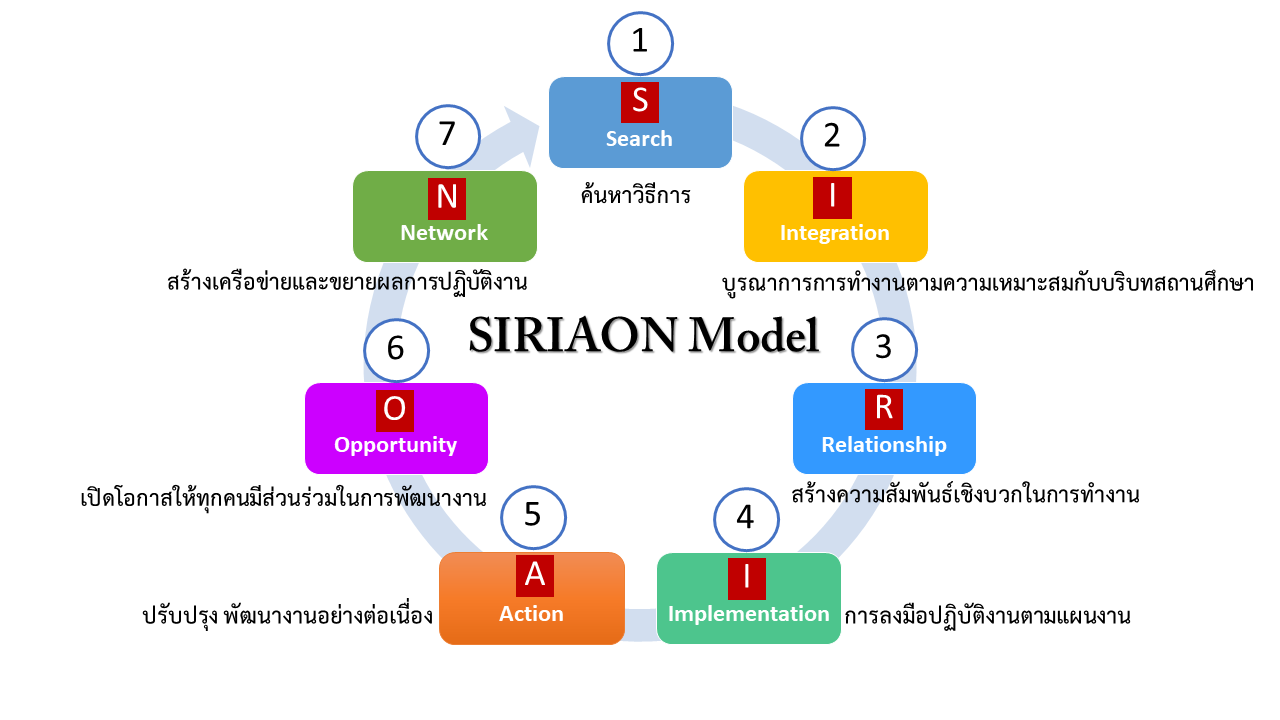 1
S
Search
ค้นหาวิธีการ
2
I
Integration
บูรณาการการทำงานตามความเหมาะสมกับบริบทสถานศึกษา
3
R
Relationship
สร้างความสัมพันธ์เชิงบวกในการทำงาน
4
I
Implementation
การลงมือปฏิบัติงานตามแผนงาน
5
A
Action
ปรับปรุง พัฒนางานอย่างต่อเนื่อง
6
O
Opportunity
เปิดโอกาสให้ทุกคนมีส่วนร่วมในการพัฒนางาน
7
N
Network
สร้างเครือข่ายและขยายผลการปฏิบัติงาน
SIRIAON Model